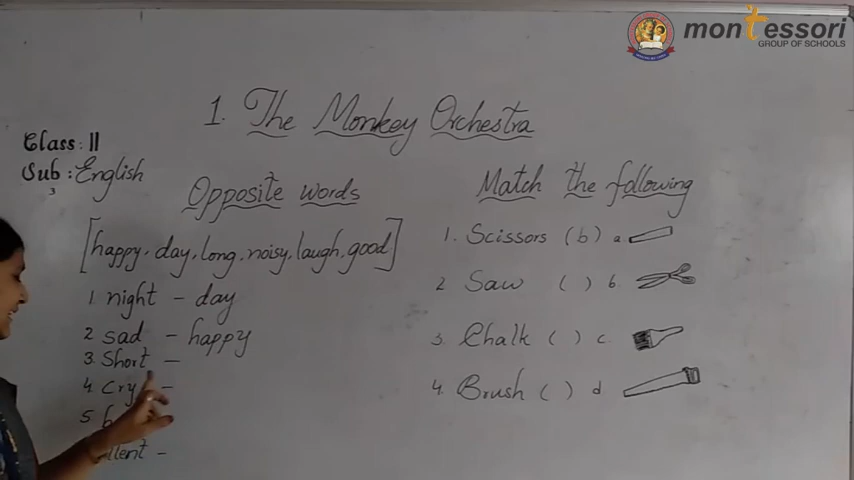 montessori
GROUP OF SCHOOLS
1. The Monkey Orchestra
Class: II
Sub: English
3
Opposite words
[happy, day, long, noisy, laugh, good]
1. night - day
2 sad - happy
3. Short -
4. Cry -
5
-
Match the following
1. Scissors (b) a
2 Saw ( ) b.
3. Chalk ( ) c.
4. Brush ( ) d